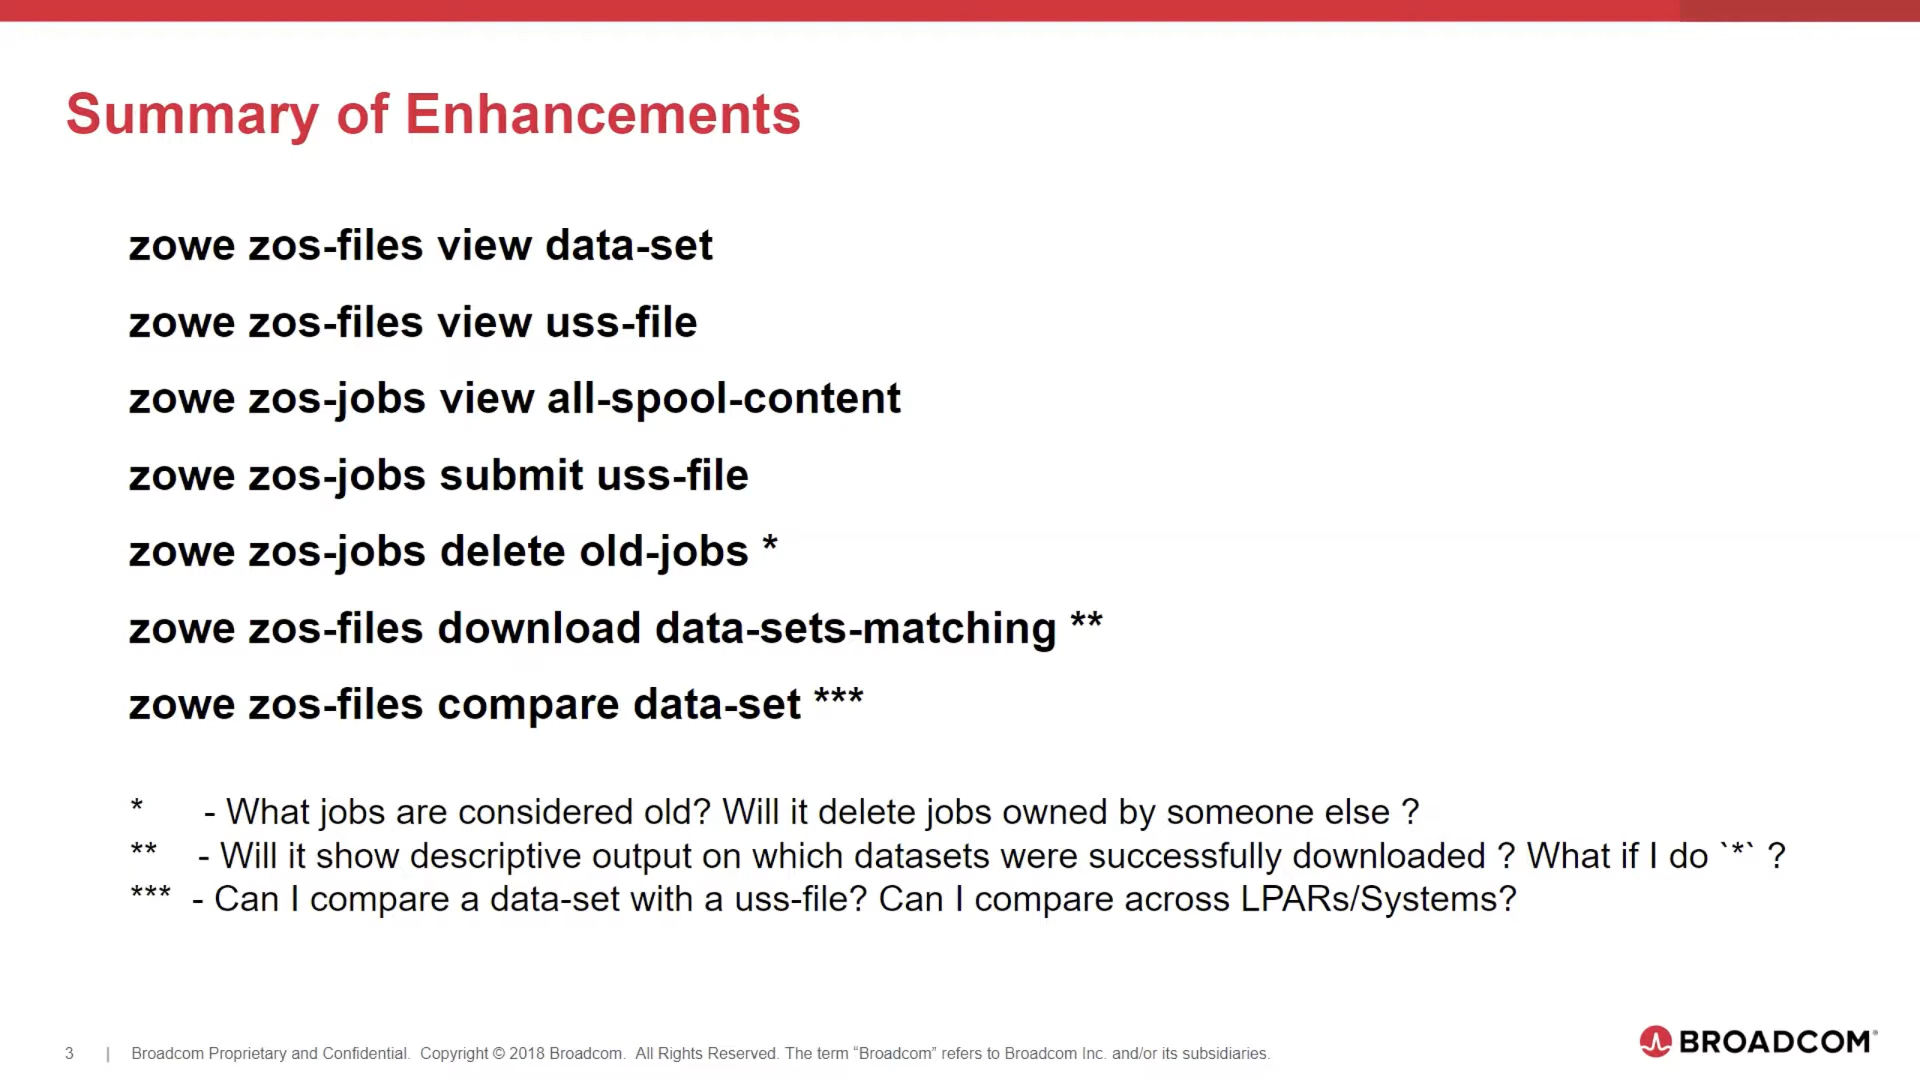 Summary of Enhancements
zowe zos-files view data-set
zowe zos-files view uss-file
zowe zos-jobs view all-spool-content
zowe zos-jobs submit uss-file
zowe zos-jobs delete old-jobs *
zowe zos-files download data-sets-matching **
zowe zos-files compare data-set ***
* - What jobs are considered old? Will it delete jobs owned by someone else ?
** - Will it show descriptive output on which datasets were successfully downloaded ? What if I do `*` ?
*** - Can I compare a data-set with a uss-file? Can I compare across LPARs/Systems?
3 | Broadcom Proprietary and Confidential. Copyright © 2018 Broadcom. All Rights Reserved. The term “Broadcom” refers to Broadcom Inc. and/or its subsidiaries.
BROADCOM®